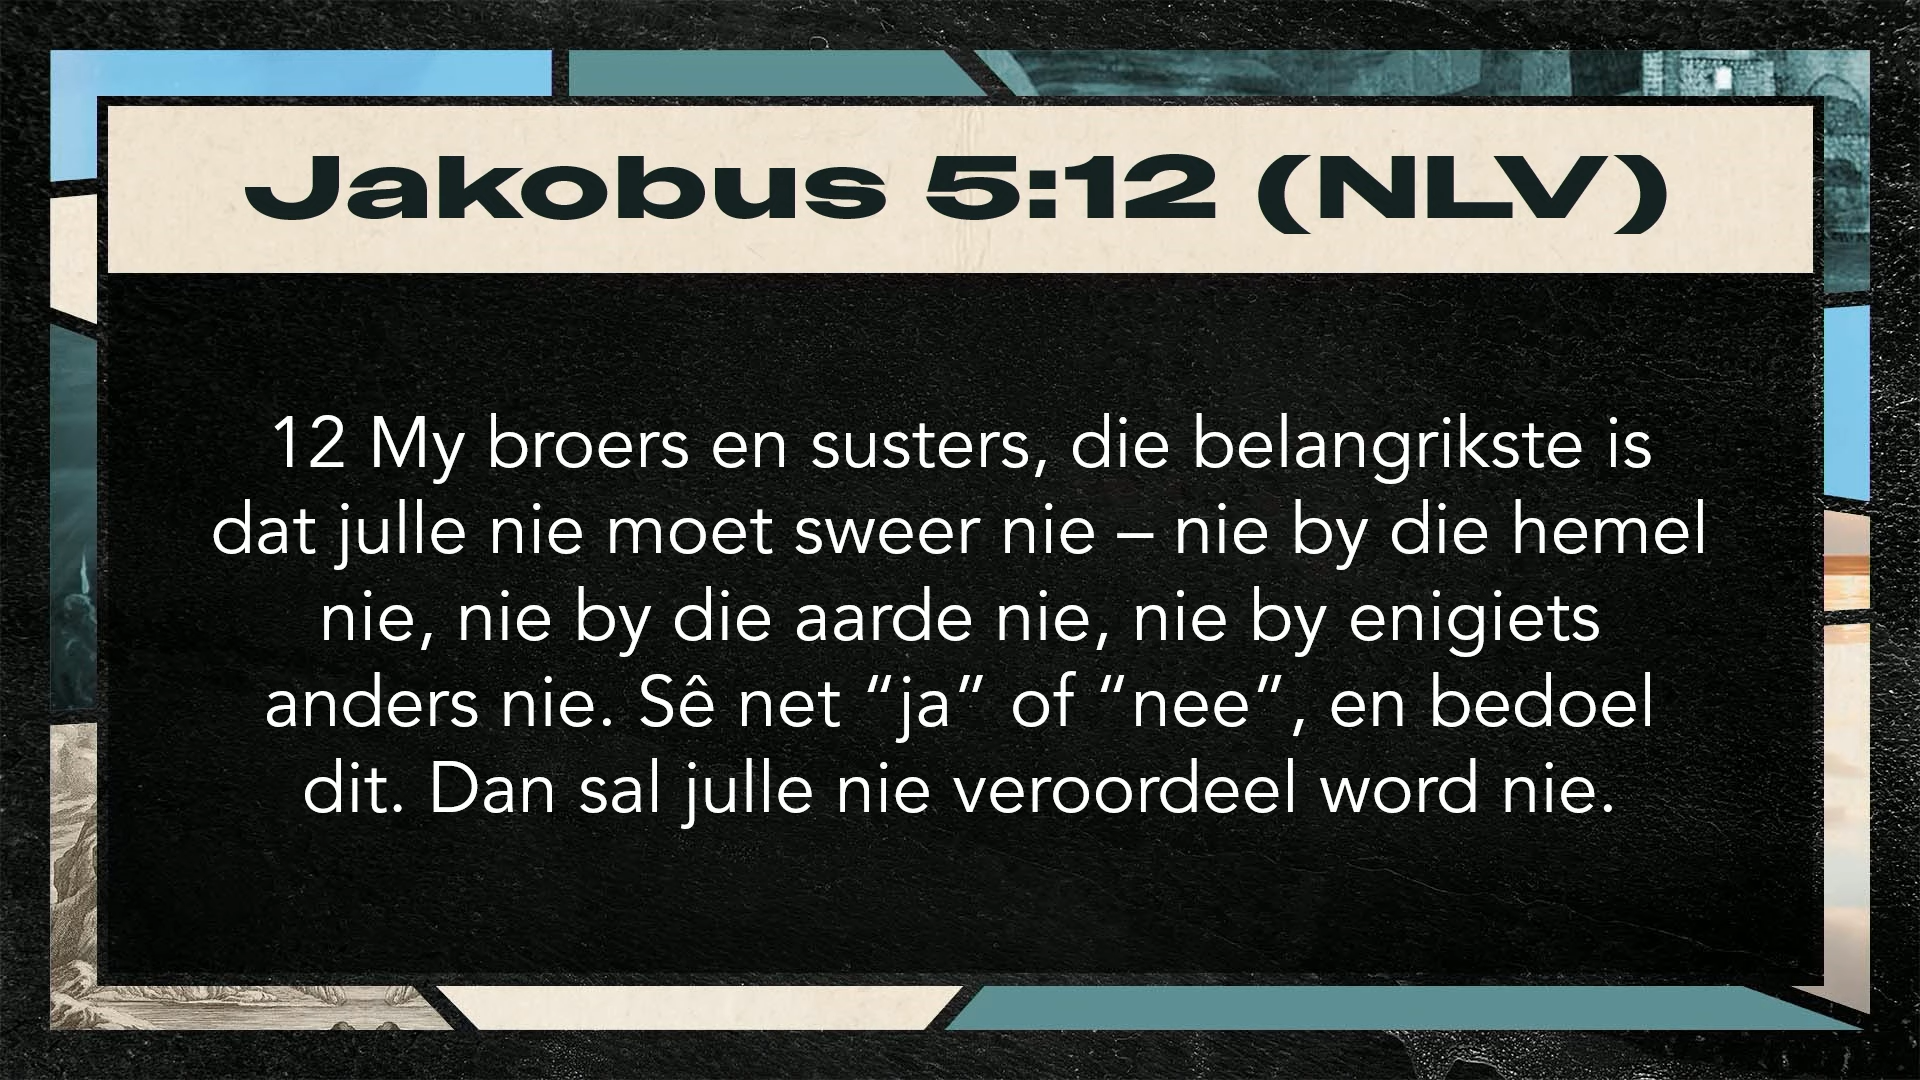 Jakobus 5:12 (NLV)
12 My broers en susters, die belangrikste is
dat julle nie moet sweer nie – nie by die hemel
nie, nie by die aarde nie, nie by enigiets
anders nie. Sê net “ja” of “nee”, en bedoel
dit. Dan sal julle nie veroordeel word nie.